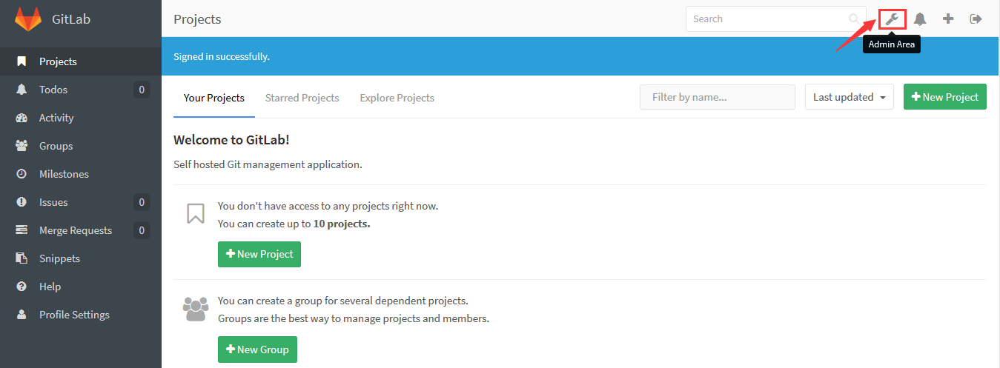 GitLab
Projects
Search
Admin Area
Projects
Todos 0
Activity
Groups
Milestones
Issues 0
Merge Requests 0
Snippets
Help
Profile Settings
Signed in successfully.
Your Projects Starred Projects Explore Projects Filter by name... Last updated New Project
Welcome to GitLab!
Self hosted Git management application.
You don't have access to any projects right now.
You can create up to 10 projects.
New Project
You can create a group for several dependent projects.
Groups are the best way to manage projects and members.
New Group